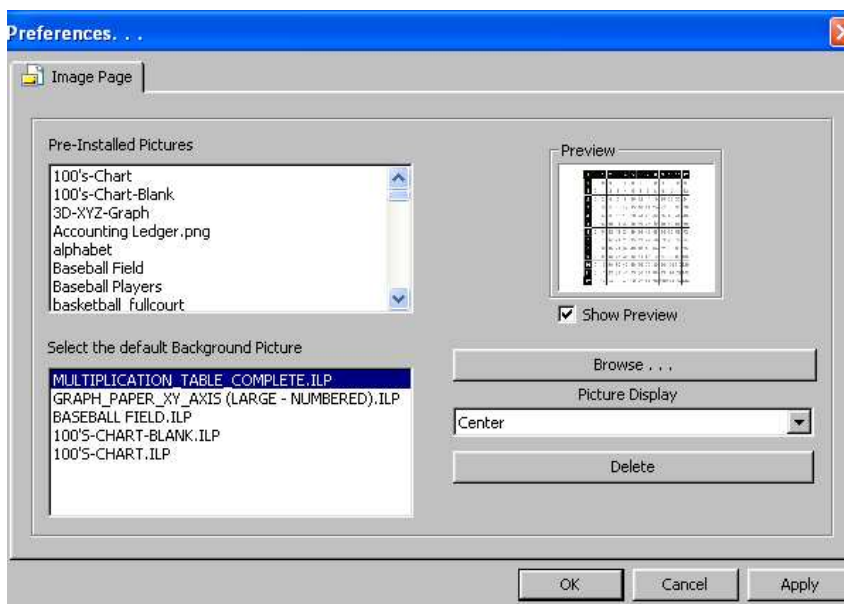 Preferences. . .
Image Page
Pre-Installed Pictures
100's-Chart
100's-Chart-Blank
3D-XYZ-Graph
Accounting Ledger.png
alphabet
Baseball Field
Baseball Players
basketball_fullcourt
Preview
Show Preview
Select the default Background Picture
MULTIPLICATION_TABLE_COMPLETE.ILP
GRAPH_PAPER_XY_AXIS (LARGE - NUMBERED).ILP
BASEBALL FIELD.ILP
100'S-CHART-BLANK.ILP
100'S-CHART.ILP
Browse . . .
Picture Display
Center
Delete
OK
Cancel
Apply